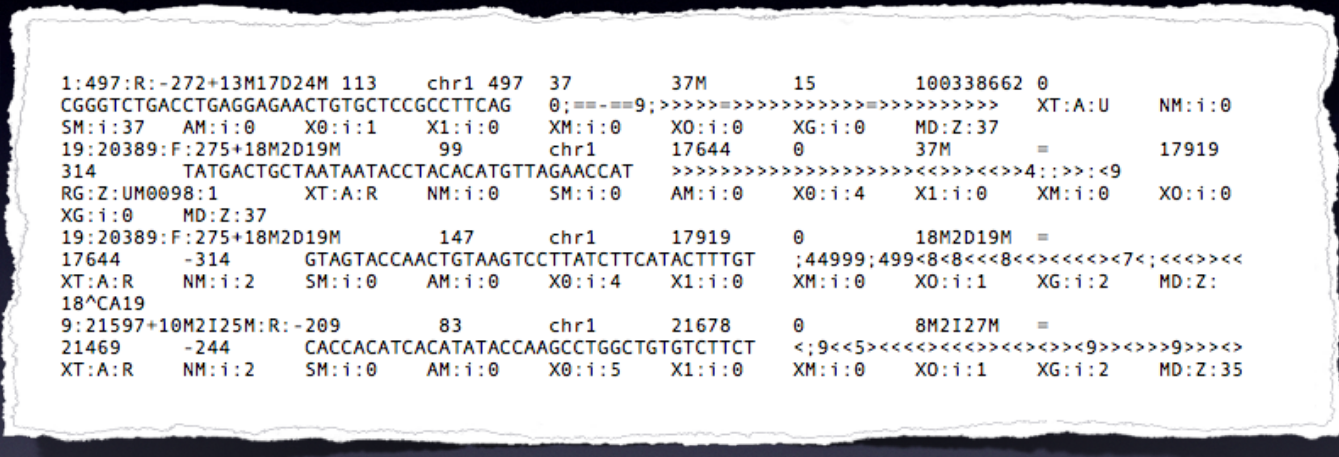 1:497:R:-272+13M17D24M 113 chr1 497 37 37M 15 100338662 0
CGGGTCTGACCTGAGGAGAACTGTGCTCCGCCTTCAG 0;==-==9;>>>>>=>>>>>>>>>>>=>>>>>>>>>> XT:A:U NM:i:0
SM:i:37 AM:i:0 X0:i:1 X1:i:0 XM:i:0 XO:i:0 XG:i:0 MD:Z:37
19:20389:F:275+18M2D19M 99 chr1 17644 0 37M = 17919
314 TATGACTGCTAATAATACCTACACATGTTAGAACCAT >>>>>>>>>>>>>>>>>>>><<>>><<>>4::>>:<9
RG:Z:UM0098:1 XT:A:R NM:i:0 SM:i:0 AM:i:0 X0:i:4 X1:i:0 XM:i:0 XO:i:0
XG:i:0 MD:Z:37
19:20389:F:275+18M2D19M 147 chr1 17919 0 18M2D19M =
17644 -314 GTAGTACCAACTGTAAGTCCTTATCTTCATACTTTGT ;44999;499<8<8<<<8<<><<<<><7<;<<<>><<
XT:A:R NM:i:2 SM:i:0 AM:i:0 X0:i:4 X1:i:0 XM:i:0 XO:i:1 XG:i:2 MD:Z:
18^CA19
9:21597+10M2I25M:R:-209 83 chr1 21678 0 8M2I27M =
21469 -244 CACCACATCACATATACCAAGCCTGGCTGTGTCTTCT <;9<<5><<<<><<<>><<><>><9>><>>>9>>><>
XT:A:R NM:i:2 SM:i:0 AM:i:0 X0:i:5 X1:i:0 XM:i:0 XO:i:1 XG:i:2 MD:Z:35